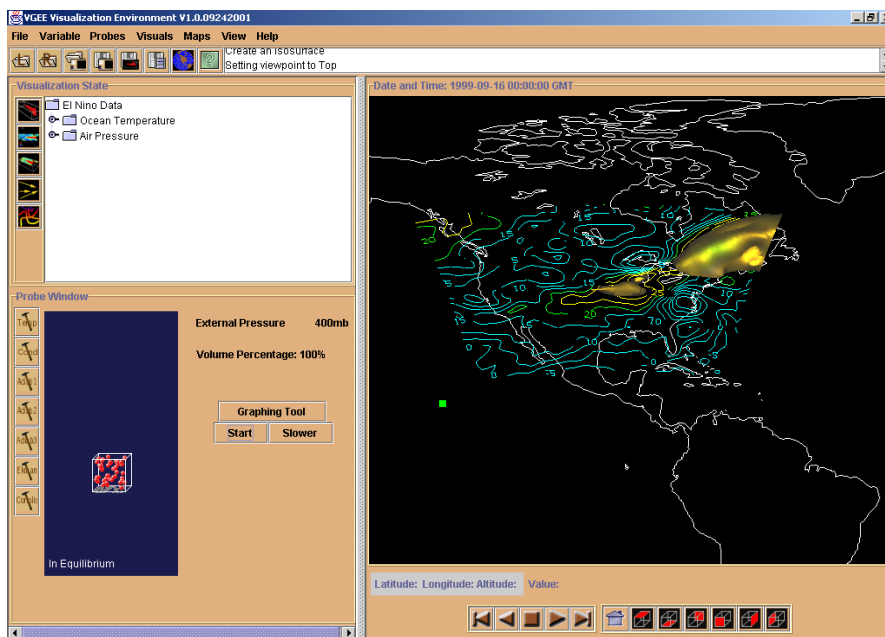 VGEE Visualization Environment V1.0.09242001
File Variable Probes Visuals Maps View Help
Create an Isosurface
Setting viewpoint to Top
Visualization State
El Nino Data
Ocean Temperature
Air Pressure
Date and Time: 1999-09-16 00:00:00 GMT
Probe Window
Temp
External Pressure 400mb
Volume Percentage: 100%
Graphing Tool
Start Slower
In Equilibrium
Latitude: Longitude: Altitude: Value: